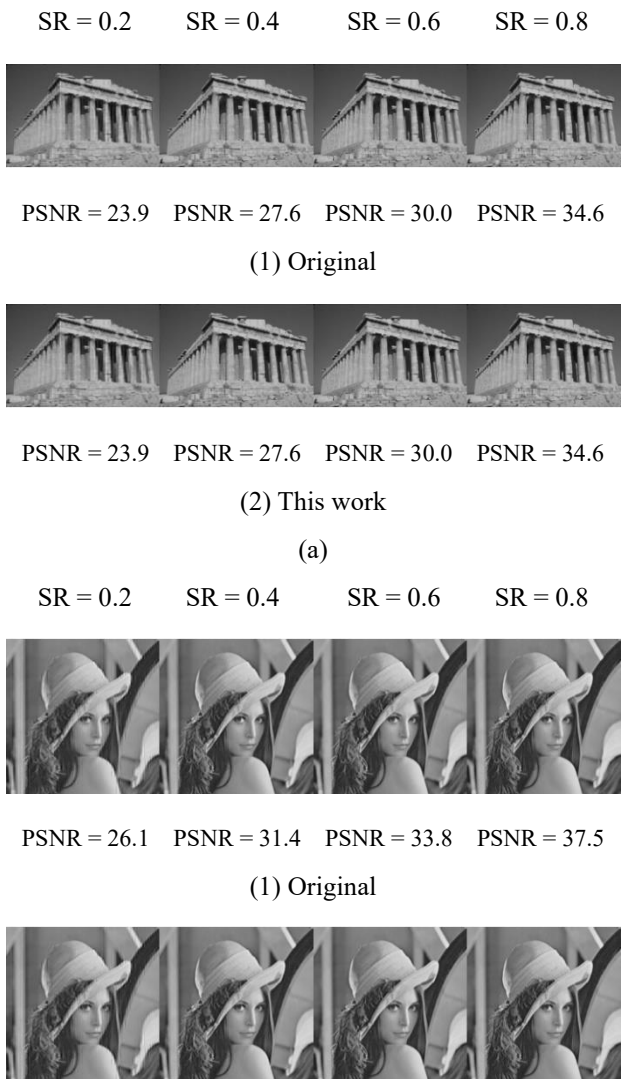 SR = 0.2 SR = 0.4 SR = 0.6 SR = 0.8
PSNR = 23.9 PSNR = 27.6 PSNR = 30.0 PSNR = 34.6
(1) Original
PSNR = 23.9 PSNR = 27.6 PSNR = 30.0 PSNR = 34.6
(2) This work
(a)
SR = 0.2 SR = 0.4 SR = 0.6 SR = 0.8
PSNR = 26.1 PSNR = 31.4 PSNR = 33.8 PSNR = 37.5
(1) Original